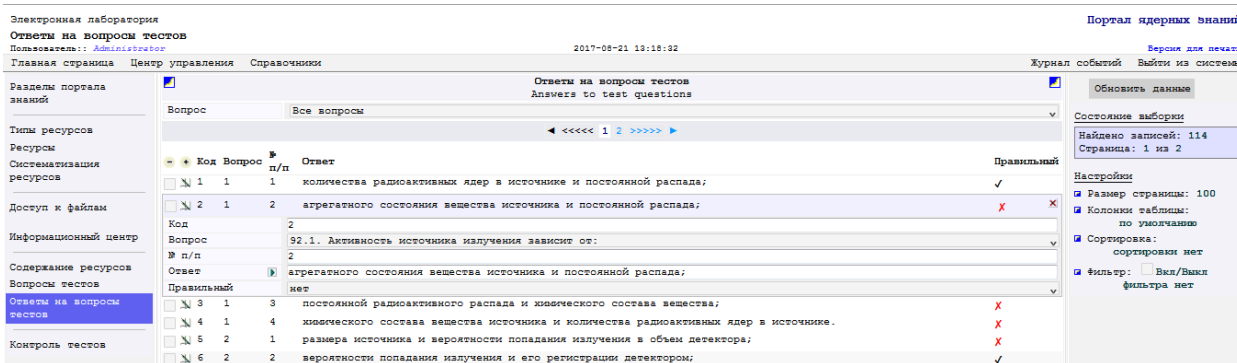 Электронная лаборатория
Портал ядерных знаний
Ответы на вопросы тестов
Пользователь:: Administrator
2017-08-21 13:18:32
Версия для печати
Главная страница Центр управления Справочники
Журнал событий Выйти из системы
Разделы портала
знаний
Типы ресурсов
Ресурсы
Систематизация
ресурсов
Доступ к файлам
Информационный центр
Содержание ресурсов
Вопросы тестов
Ответы на вопросы
тестов
Контроль тестов
Ответы на вопросы тестов
Answers to test questions
Вопрос Все вопросы
◄ <<<<< 1 2 >>>>> ►
- + Код Вопрос № п/п Ответ Правильный
1 1 1 количества радиоактивных ядер в источнике и постоянной распада; ✓
2 1 2 агрегатного состояния вещества источника и постоянной распада; ✗ ×
Код 2
Вопрос 92.1. Активность источника излучения зависит от:
№ п/п 2
Ответ агрегатного состояния вещества источника и постоянной распада;
Правильный нет
3 1 3 постоянной радиоактивного распада и химического состава вещества; ✗
4 1 4 химического состава вещества источника и количества радиоактивных ядер в источнике. ✗
5 2 1 размера источника и вероятности попадания излучения в объем детектора; ✗
6 2 2 вероятности попадания излучения и его регистрации детектором; ✓
Обновить данные
Состояние выборки
Найдено записей: 114
Страница: 1 из 2
Настройки
Размер страницы: 100
Колонки таблицы:
по умолчанию
Сортировка:
сортировки нет
Фильтр: Вкл/Выкл
фильтра нет